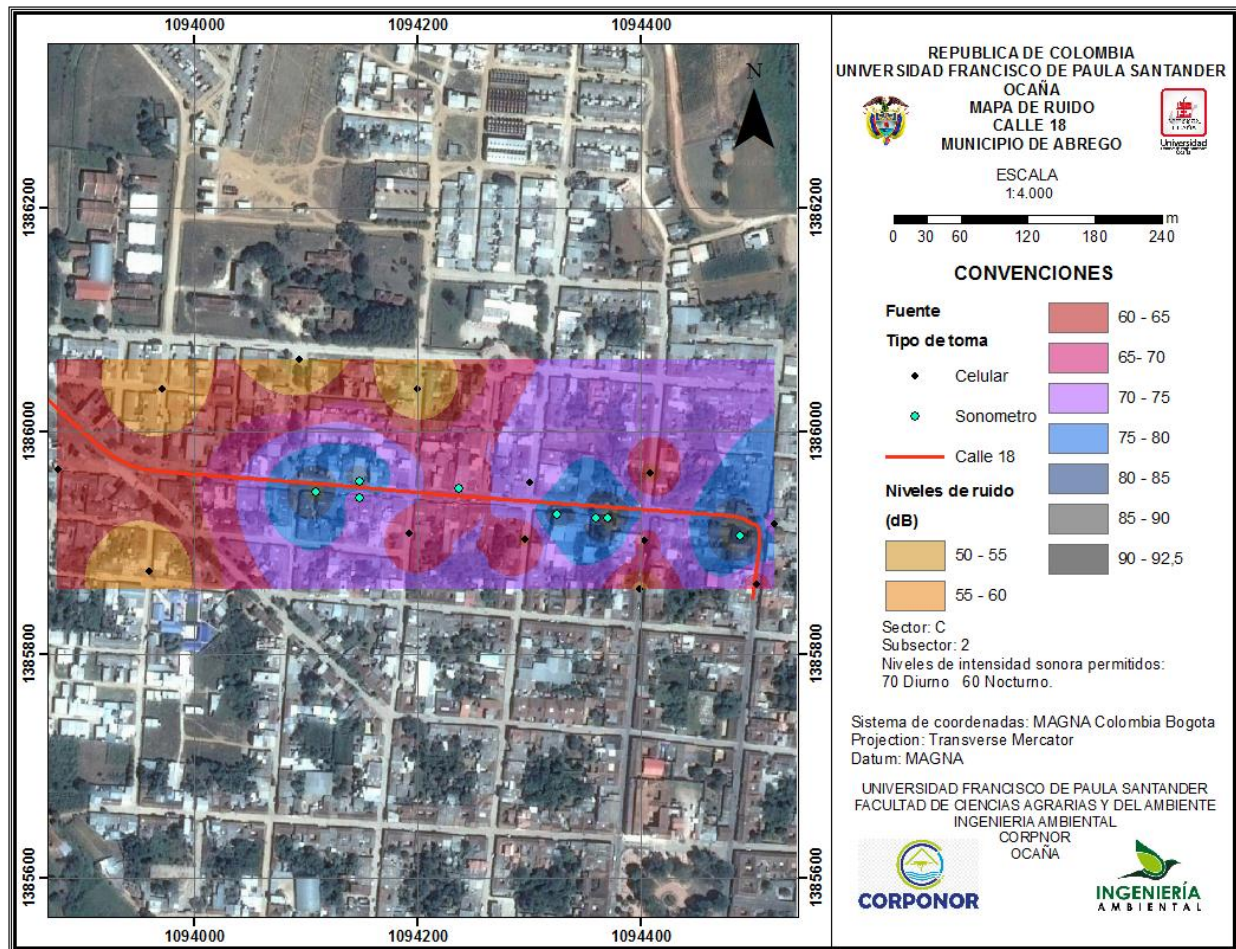 1094000
1094200
1094400
1386200
1386000
1385800
1385600
N
1386200
1386000
1385800
1385600
1094000
1094200
1094400
REPUBLICA DE COLOMBIA
UNIVERSIDAD FRANCISCO DE PAULA SANTANDER
OCAÑA
MAPA DE RUIDO
CALLE 18
MUNICIPIO DE ABREGO
Universidad
ESCALA
1:4.000
m
0 30 60 120 180 240
CONVENCIONES
Fuente
Tipo de toma
Celular
Sonometro
Calle 18
Niveles de ruido
(dB)
50 - 55
55 - 60
60 - 65
65- 70
70 - 75
75 - 80
80 - 85
85 - 90
90 - 92,5
Sector: C
Subsector: 2
Niveles de intensidad sonora permitidos:
70 Diurno 60 Nocturno.
Sistema de coordenadas: MAGNA Colombia Bogota
Projection: Transverse Mercator
Datum: MAGNA
UNIVERSIDAD FRANCISCO DE PAULA SANTANDER
FACULTAD DE CIENCIAS AGRARIAS Y DEL AMBIENTE
INGENIERIA AMBIENTAL
CORPNOR
OCAÑA
CORPONOR
INGENIERÍA
AMBIENTAL